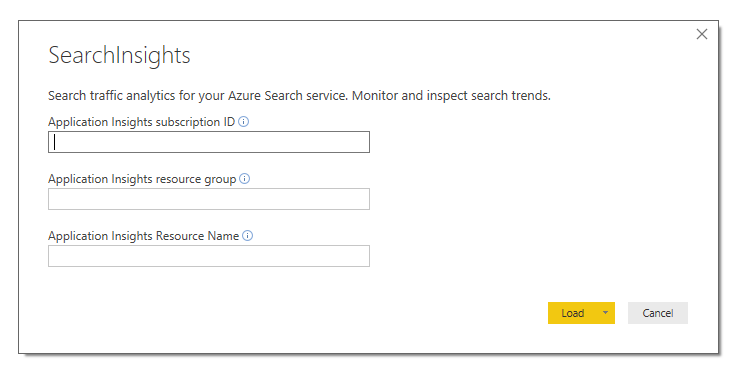 SearchInsights
Search traffic analytics for your Azure Search service. Monitor and inspect search trends.
Application Insights subscription ID
Application Insights resource group
Application Insights Resource Name
Load
Cancel